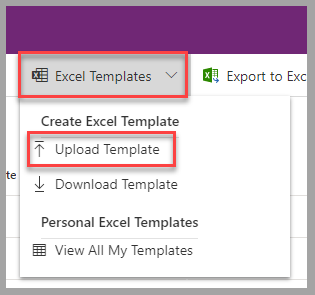 Excel Templates
Export to Exce
Create Excel Template
Upload Template
te
Download Template
Personal Excel Templates
View All My Templates